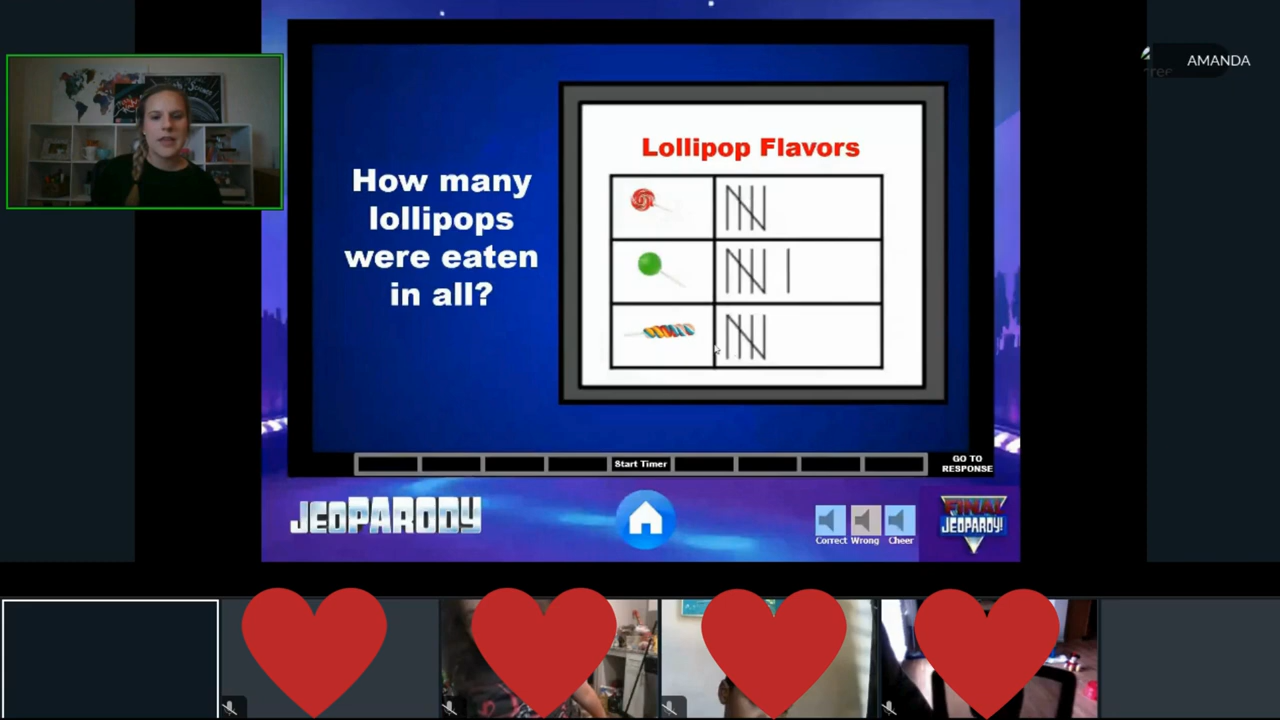 AMANDA
Lollipop Flavors
How many
lollipops
were eaten
in all?
Start Timer
GO TO
RESPONSE
JEOPARODY
Correct Wrong Cheer
FINAL
JEOPARDY!